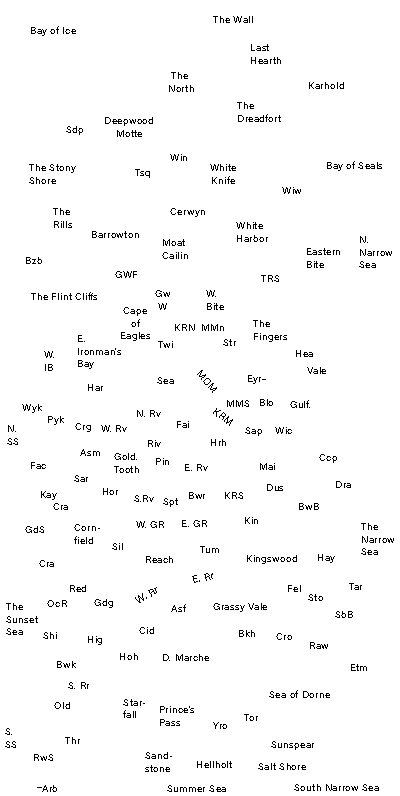 The Wall
Bay of Ice
Last
Hearth
The
North
Karhold
The
Dreadfort
Deepwood
Motte
Sdp
Win
The Stony
Shore
Tsq
White
Knife
Bay of Seals
Wiw
The
Rills
Cerwyn
Barrowton
White
Harbor
Moat
Cailin
N.
Narrow
Sea
Eastern
Bite
Bzb
GWF
TRS
The Flint Cliffs
Gw
W
W.
Bite
Cape
of
Eagles
KRN
MMn
The
Fingers
E.
Ironman's
Bay
Twi
Str
W.
IB
Hea
Vale
Har
Sea
MOM
Eyr–
Wyk
Pyk
N. Rv
KRM
MMS
Blo
Gulf.
N.
SS
Crg
W. Rv
Fai
Sap
Wic
Riv
Hrh
Asm
Gold.
Tooth
Pin
E. Rv
Mai
Ccp
Fac
Sar
Kay
Cra
Hor
S.Rv
Spt
Bwr
KRS
Dus
Dra
BwB
GdS
Corn-
field
W. GR
E. GR
Kin
The
Narrow
Sea
Sil
Tum
Cra
Reach
Kingswood
Hay
Red
W. Rr
E. Rr
Fel
Sto
Tar
The
Sunset
Sea
OcR
Gdg
Asf
Grassy Vale
SbB
Shi
Hig
Cid
Bkh
Cro
Raw
Bwk
Hoh
D. Marche
Etm
S. Rr
Old
Star-
fall
Prince's
Pass
Sea of Dorne
Yro
Tor
S.
SS
Thr
Sunspear
RwS
Sand-
stone
Hellholt
Salt Shore
–Arb
Summer Sea
South Narrow Sea